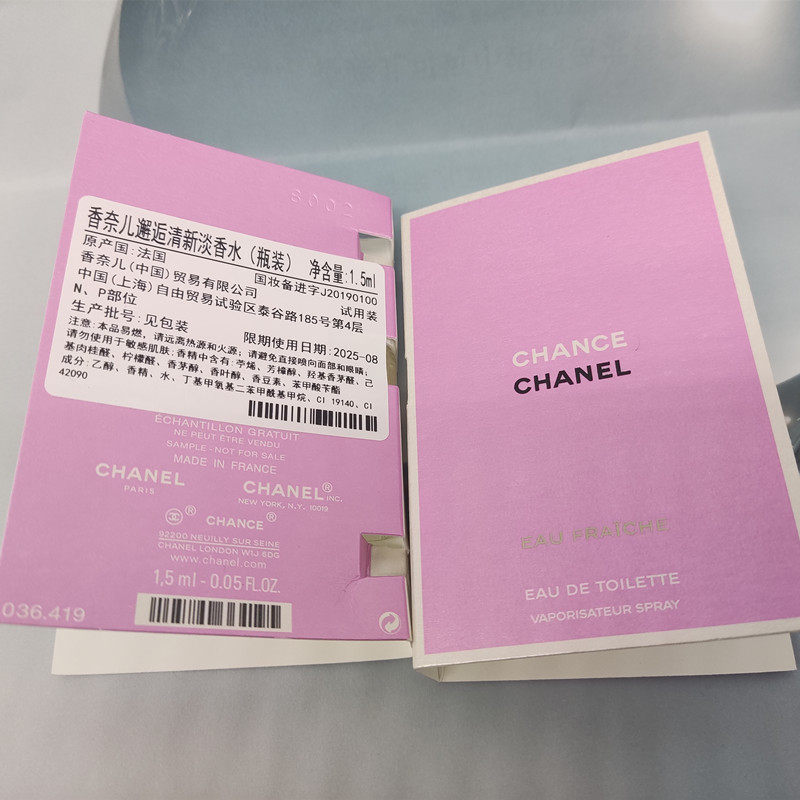 8002
香奈儿邂逅清新淡香水（瓶装） 净含量:1.5ml
原产国:法国 国妆备进字J20190100
香奈儿(中国)贸易有限公司 试用装
中国(上海)自由贸易试验区泰谷路185号第4层
N、P部位
生产批号:见包装 限期使用日期:2025-08
注意:本品易燃，请远离热源和火源；请避免直接喷向面部和眼睛；
请勿使用于敏感肌肤:香精中含有:苧烯、芳樟醇、羟基香茅醛、己
基肉桂醛、柠檬醛、香茅醇、香叶醇、香豆素、苯甲酸苄酯
成分:乙醇、香精、水、丁基甲氧基二苯甲酰基甲烷、CI 19140、CI
42090
ÉCHANTILLON GRATUIT
NE PEUT ÊTRE VENDU
SAMPLE - NOT FOR SALE
MADE IN FRANCE
CHANEL
PARIS
CHANEL® INC.
NEW YORK, N.Y. 10019
® CHANCE ®
92200 NEUILLY SUR SEINE
CHANEL LONDON W1J 6DG
www.chanel.com
1,5 ml - 0.05 FL.OZ.
036.419
CHANCE
CHANEL
EAU FRAÎCHE
EAU DE TOILETTE
VAPORISATEUR SPRAY